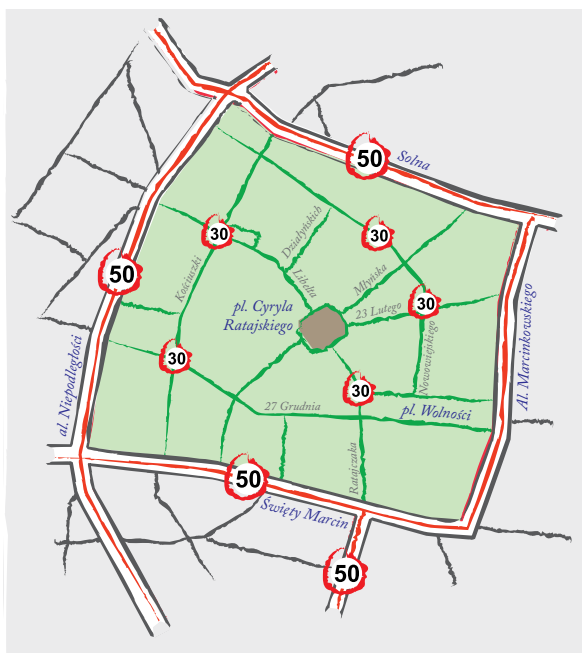 50
Solna
30
30
Działyńskich
Kościuszki
Libelta
Młyńska
50
pl. Cyryla
Ratajskiego
23 Lutego
30
Nowowiejskiego
Al. Marcinkowskiego
al. Niepodległości
30
30
27 Grudnia
pl. Wolności
Ratajczaka
50
Święty Marcin
50